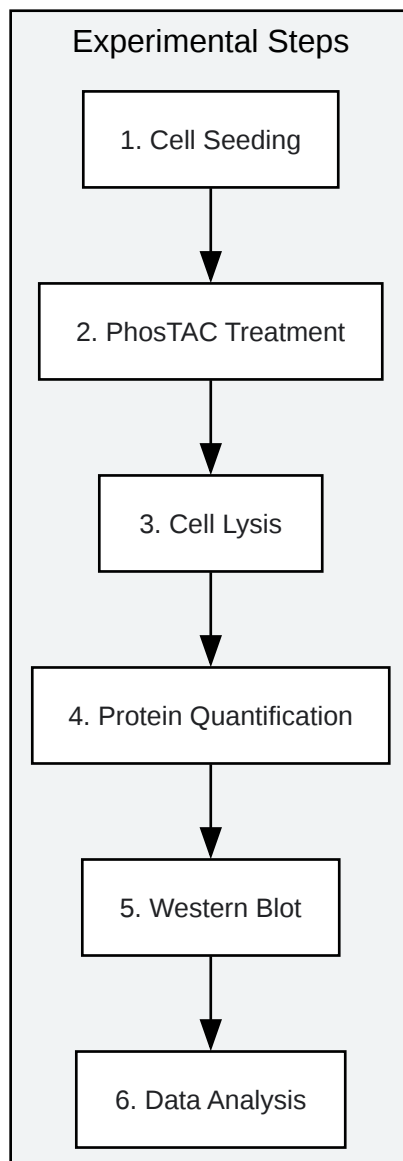 Experimental Steps
1. Cell Seeding
2. PhosTAC Treatment
3. Cell Lysis
4. Protein Quantification
5. Western Blot
6. Data Analysis